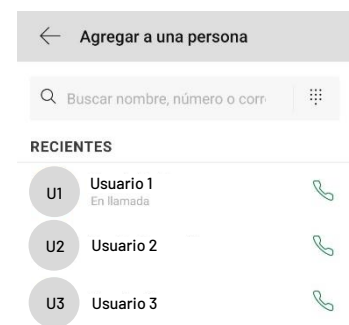 Agregar a una persona
Buscar nombre, número o corr
RECIENTES
U1 Usuario 1
En llamada
U2 Usuario 2
U3 Usuario 3